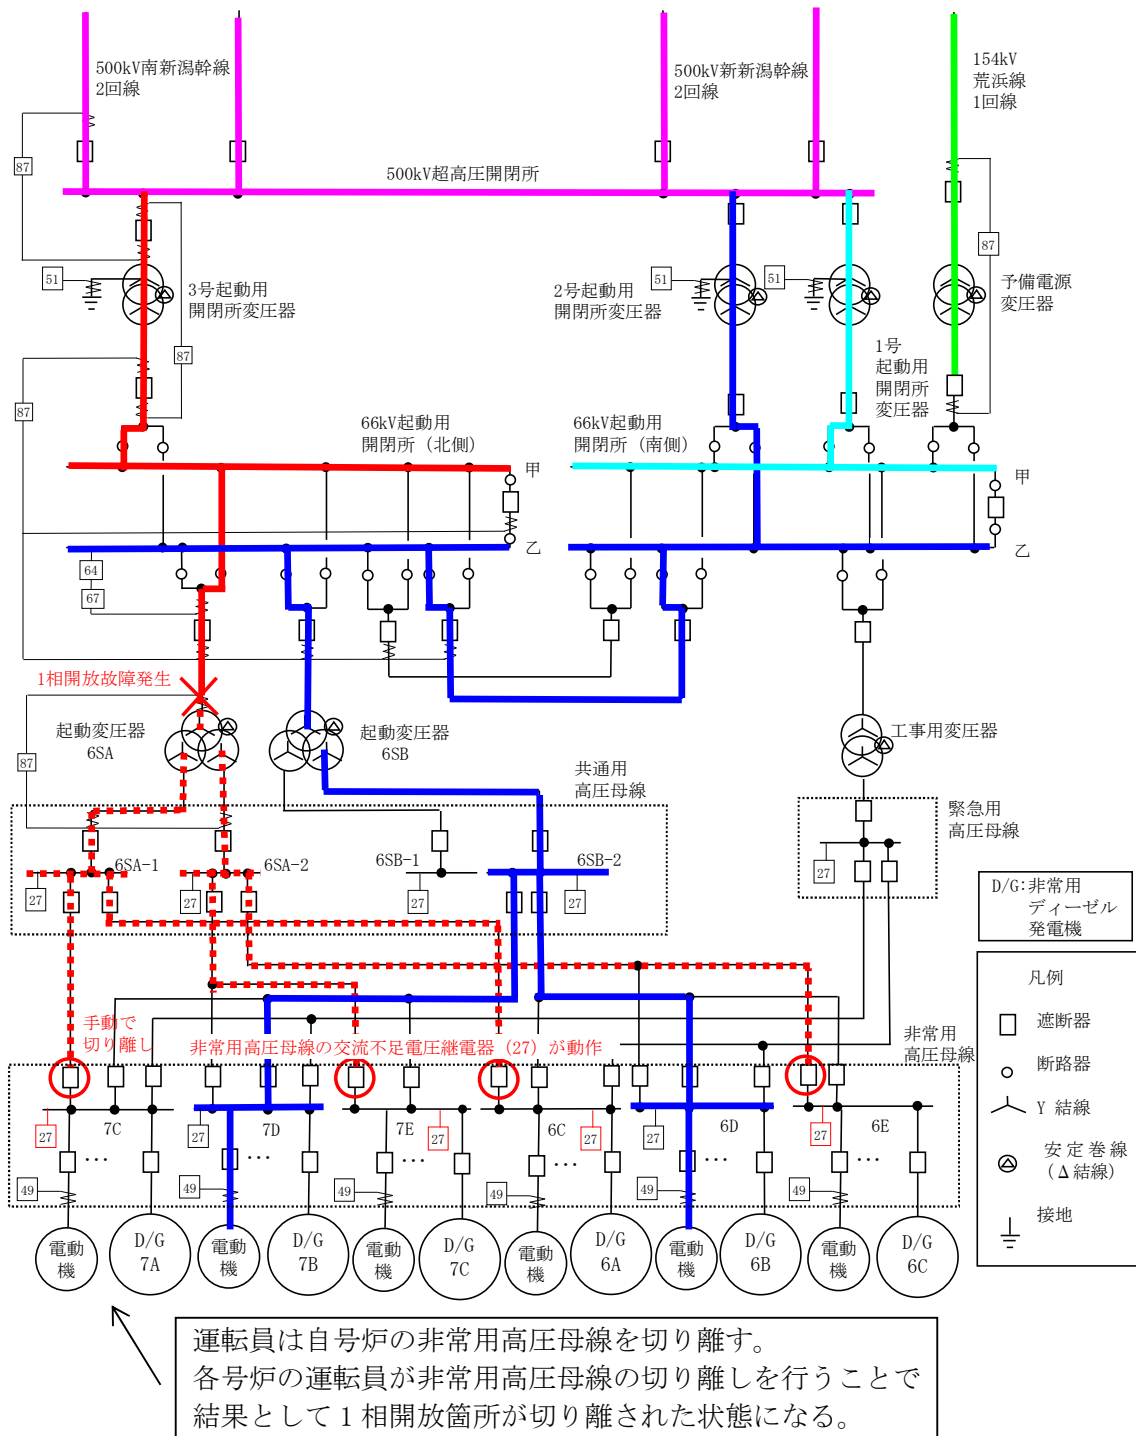 500kV南新潟幹線
2回線
500kV新新潟幹線
2回線
154kV
荒浜線
1回線
87
500kV超高圧開閉所
87
51
3号起動用
開閉所変圧器
51
2号起動用
開閉所変圧器
51
予備電源
変圧器
87
1号
起動用
開閉所
変圧器
87
66kV起動用
開閉所(北側)
66kV起動用
開閉所(南側)
甲
甲
乙
乙
64
67
1相開放故障発生
起動変圧器
6SA
起動変圧器
6SB
工事用変圧器
87
共通用
高圧母線
緊急用
高圧母線
6SA-1
6SA-2
6SB-1
6SB-2
27
27
27
27
27
D/G:非常用
ディーゼル
発電機
凡例
遮断器
断路器
Y 結線
安定巻線
(Δ結線)
接地
手動で
切り離し
非常用高圧母線の交流不足電圧継電器(27)が動作
非常用
高圧母線
7C
7D
7E
6C
6D
6E
27
27
27
27
27
27
49
49
49
49
49
49
電動
機
D/G
7A
電動
機
D/G
7B
電動
機
D/G
7C
電動
機
D/G
6A
電動
機
D/G
6B
電動
機
D/G
6C
運転員は自号炉の非常用高圧母線を切り離す。
各号炉の運転員が非常用高圧母線の切り離しを行うことで
結果として1相開放箇所が切り離された状態になる。